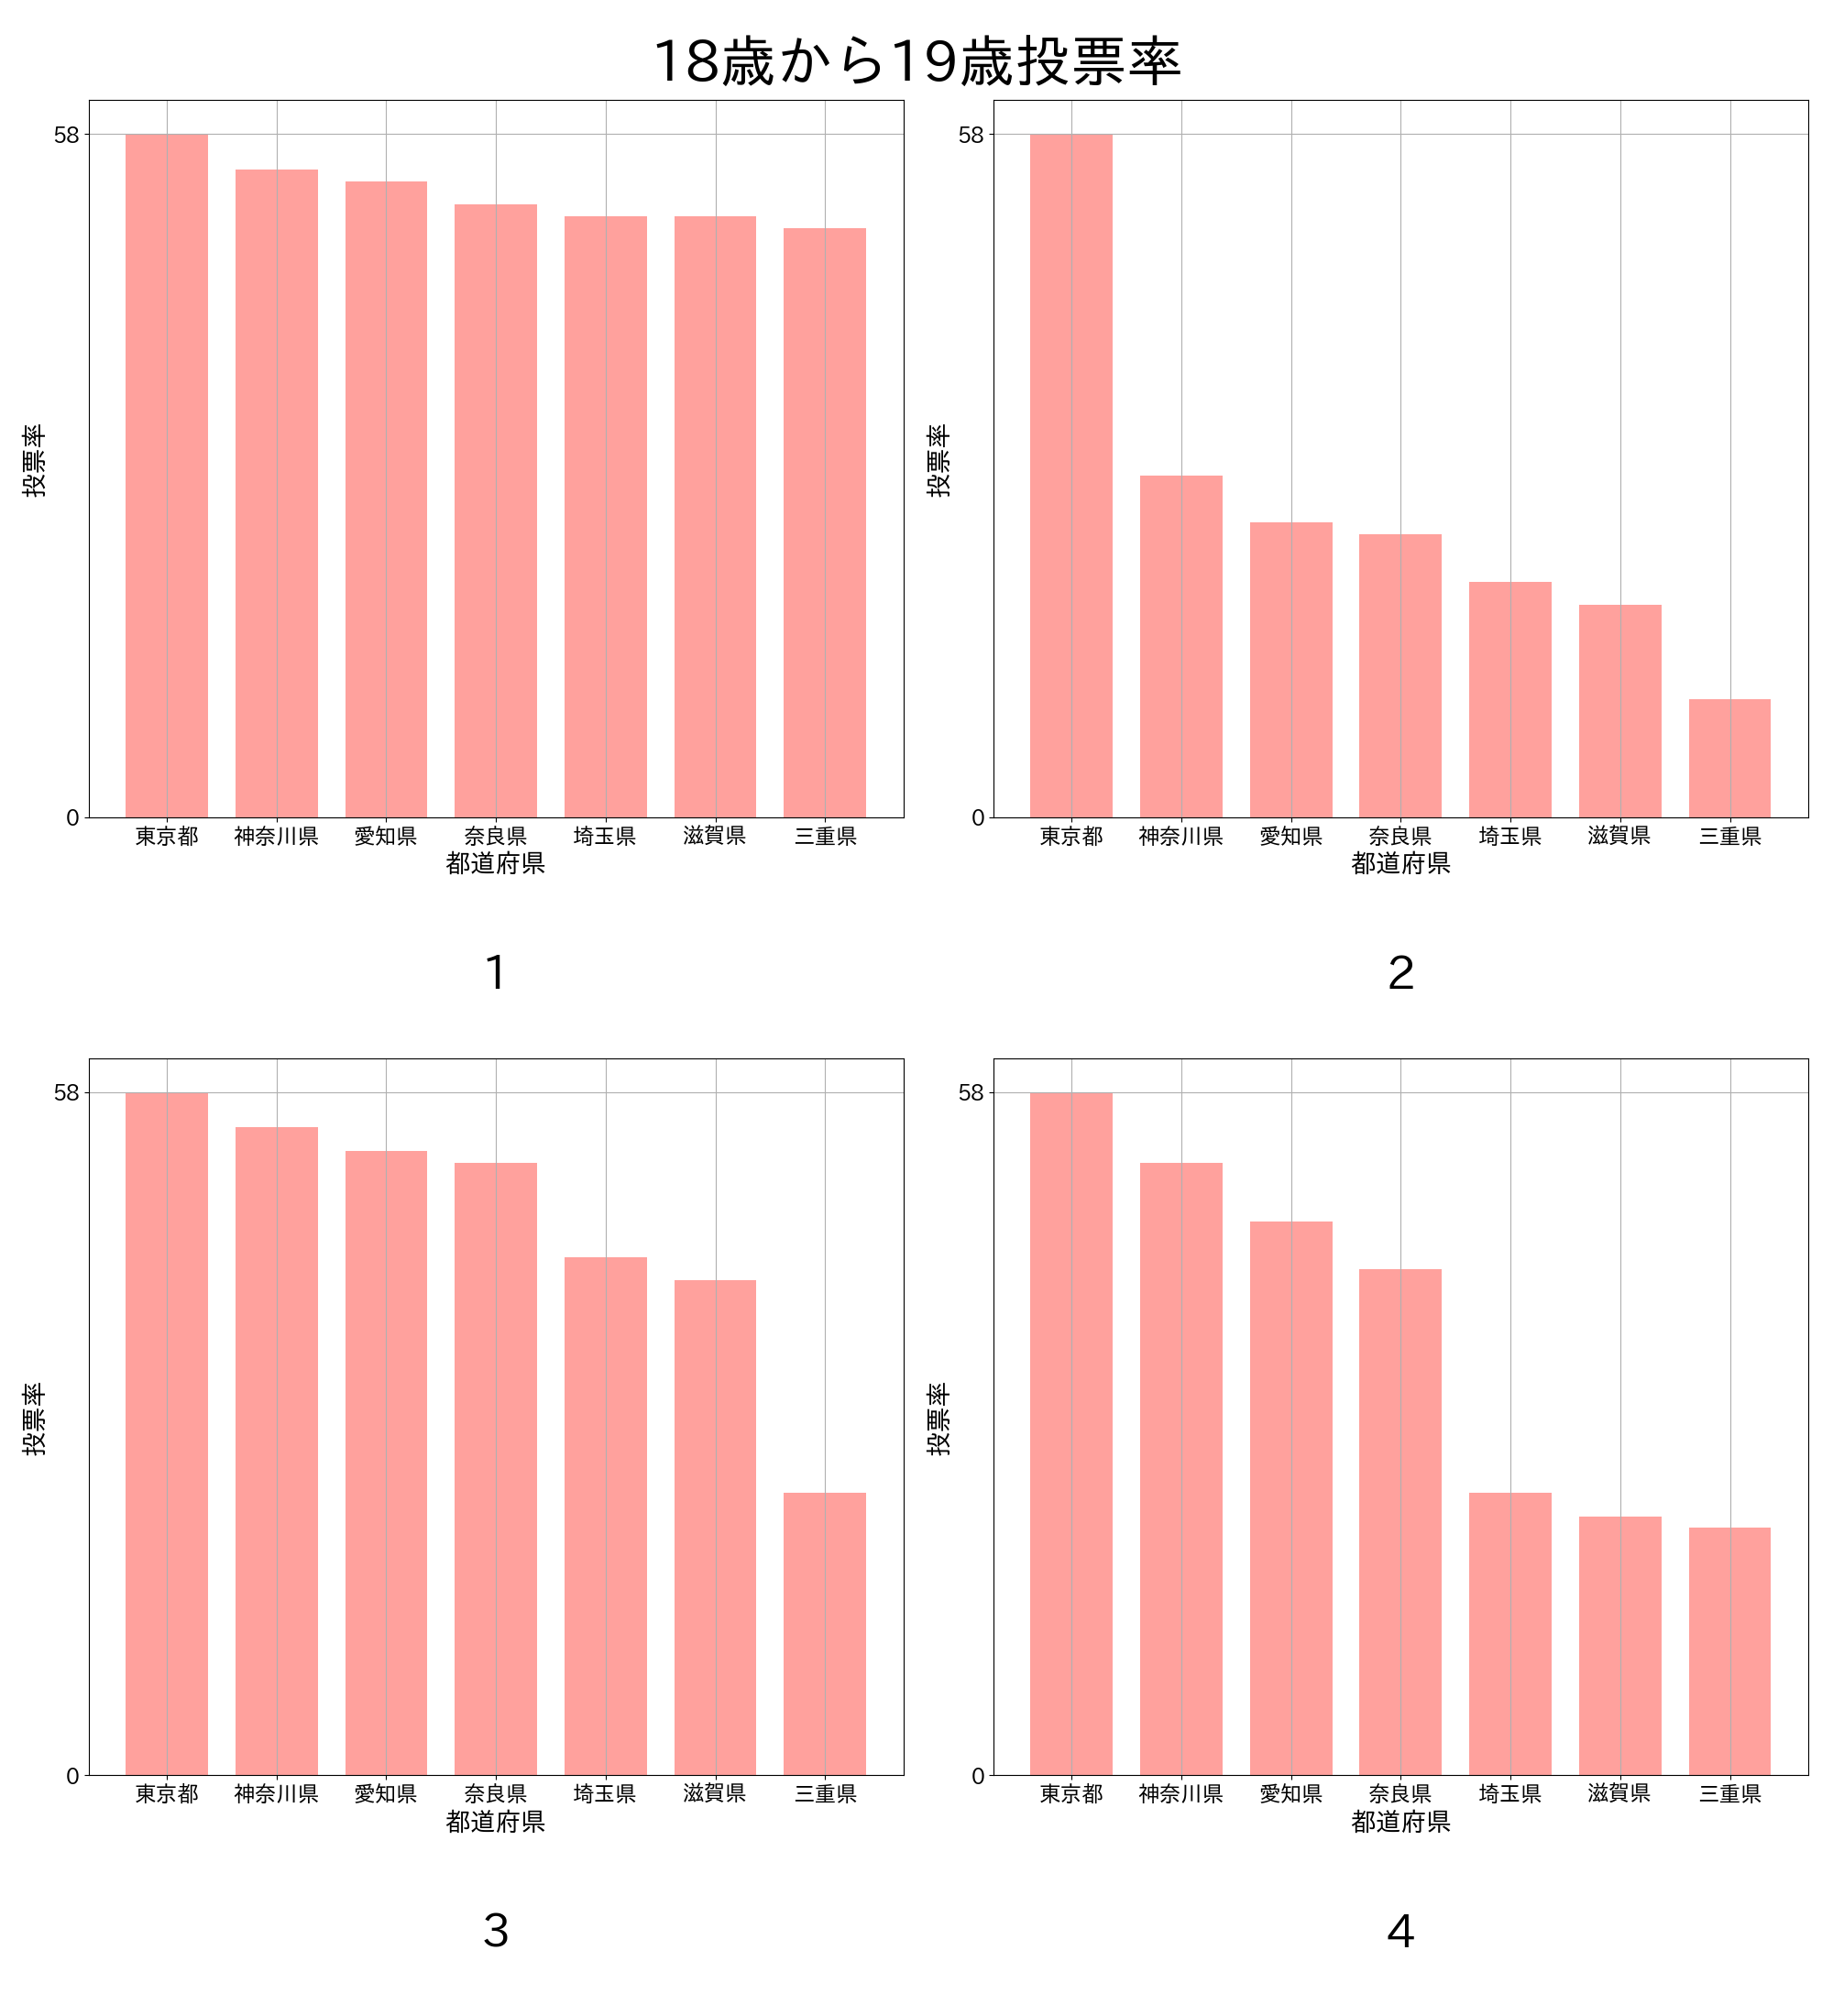 18歳から19歳投票率
58
0
投票率
東京都 神奈川県 愛知県 奈良県 埼玉県 滋賀県 三重県
都道府県
1
58
0
投票率
東京都 神奈川県 愛知県 奈良県 埼玉県 滋賀県 三重県
都道府県
2
58
0
投票率
東京都 神奈川県 愛知県 奈良県 埼玉県 滋賀県 三重県
都道府県
3
58
0
投票率
東京都 神奈川県 愛知県 奈良県 埼玉県 滋賀県 三重県
都道府県
4